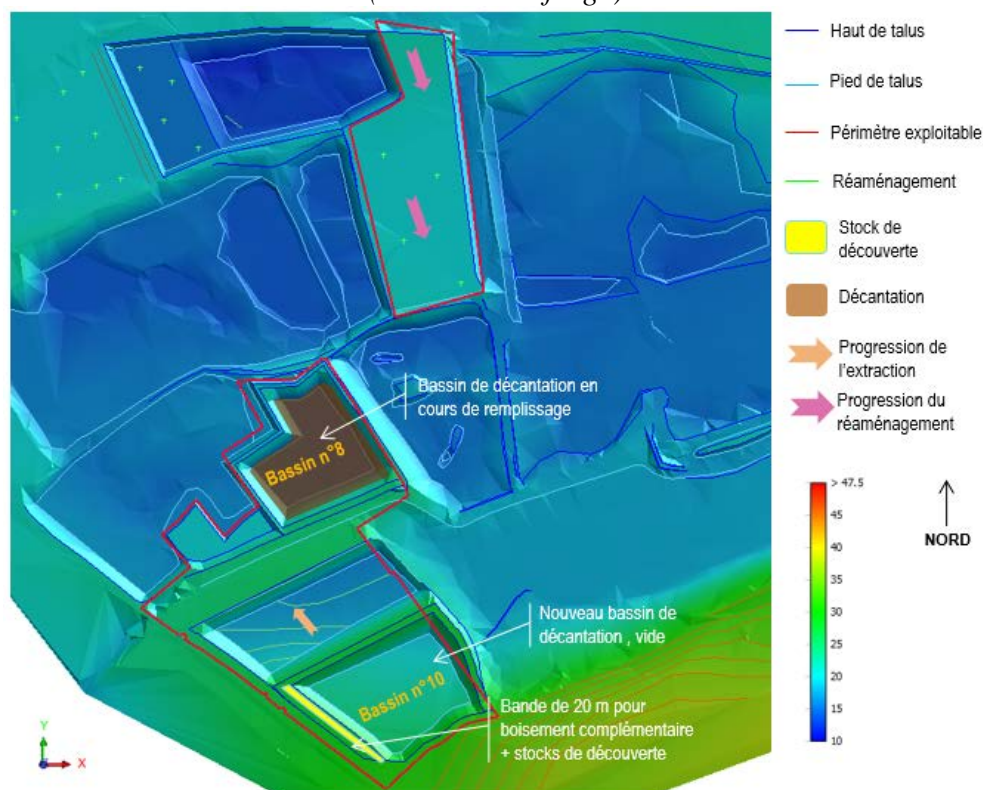 Haut de talus
Pied de talus
Périmètre exploitable
Réaménagement
Stock de
découverte
Décantation
Progression de
l'extraction
Progression du
réaménagement
> 47.5
45
40
35
30
25
20
15
10
NORD
Bassin de décantation en
cours de remplissage
Bassin n°8
Nouveau bassin de
décantation , vide
Bassin n°10
Bande de 20 m pour
boisement complémentaire
+ stocks de découverte
Y
X